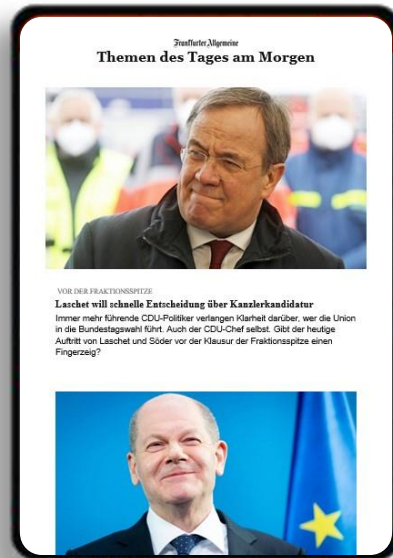 Frankfurter Allgemeine
Themen des Tages am Morgen
VOR DER FRAKTIONSSPITZE
Laschet will schnelle Entscheidung über Kanzlerkandidatur
Immer mehr führende CDU-Politiker verlangen Klarheit darüber, wer die Union
in die Bundestagswahl führt. Auch der CDU-Chef selbst. Gibt der heutige
Auftritt von Laschet und Söder vor der Klausur der Fraktionsspitze einen
Fingerzeig?